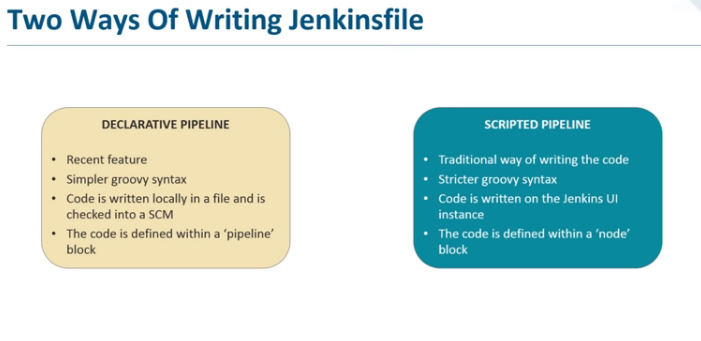 Two Ways Of Writing Jenkinsfile
DECLARATIVE PIPELINE
• Recent feature
• Simpler groovy syntax
• Code is written locally in a file and is
checked into a SCM
• The code is defined within a ‘pipeline’
block
SCRIPTED PIPELINE
• Traditional way of writing the code
• Stricter groovy syntax
• Code is written on the Jenkins UI
instance
• The code is defined within a ‘node’
block